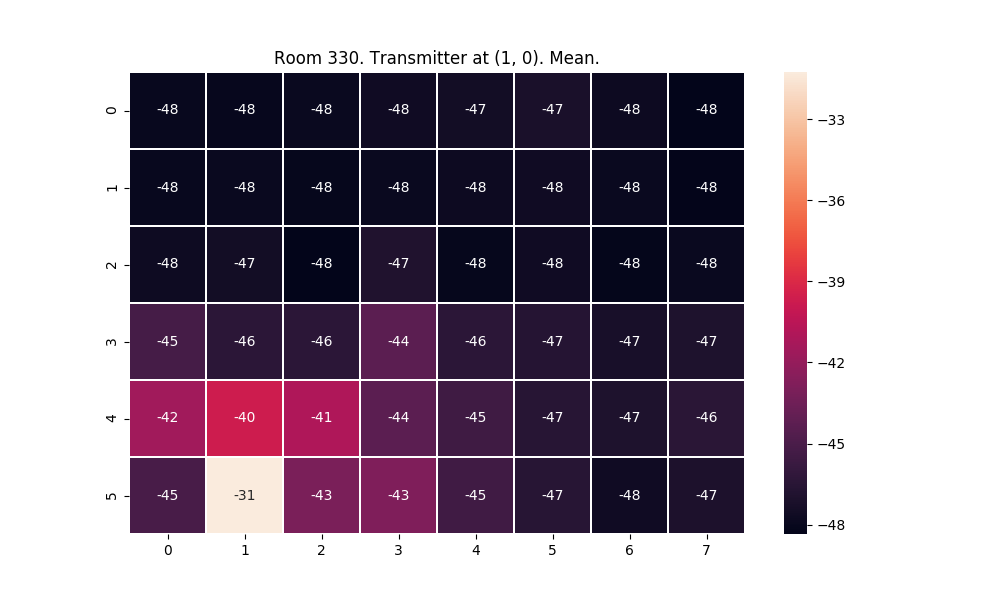 Room 330. Transmitter at (1, 0). Mean.
0 -48 -48 -48 -48 -47 -47 -48 -48
1 -48 -48 -48 -48 -48 -48 -48 -48
2 -48 -47 -48 -47 -48 -48 -48 -48
3 -45 -46 -46 -44 -46 -47 -47 -47
4 -42 -40 -41 -44 -45 -47 -47 -46
5 -45 -31 -43 -43 -45 -47 -48 -47
0 1 2 3 4 5 6 7
−33
−36
−39
−42
−45
−48